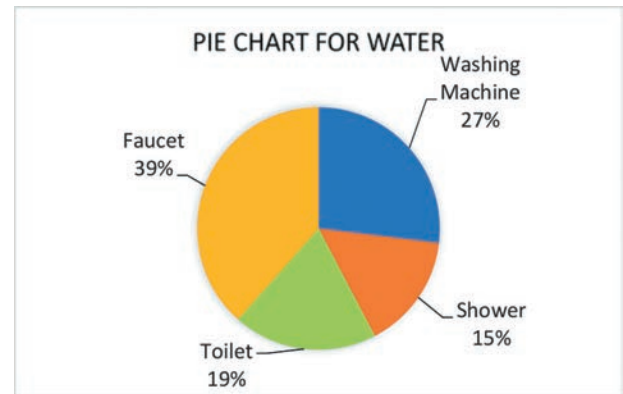 PIE CHART FOR WATER
Washing
Machine
27%
Faucet
39%
Shower
15%
Toilet
19%